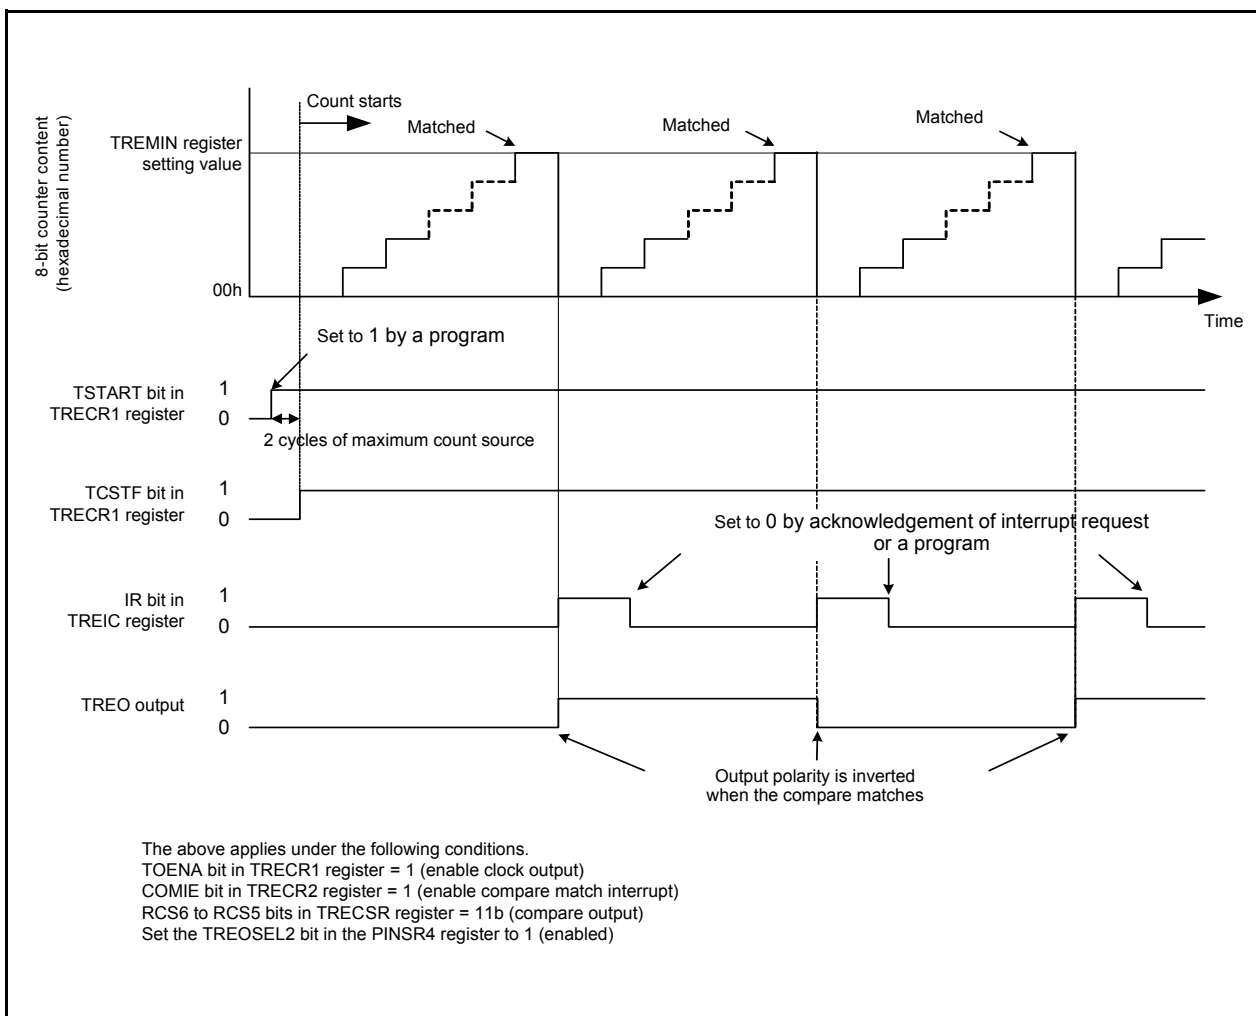 Count starts
Matched
Matched
Matched
8-bit counter content
(hexadecimal number)
TREMIN register
setting value
00h
Time
Set to 1 by a program
TSTART bit in
TRECR1 register
1
0
2 cycles of maximum count source
TCSTF bit in
TRECR1 register
1
0
Set to 0 by acknowledgement of interrupt request
or a program
IR bit in
TREIC register
1
0
TREO output
1
0
Output polarity is inverted
when the compare matches
The above applies under the following conditions.
TOENA bit in TRECR1 register = 1 (enable clock output)
COMIE bit in TRECR2 register = 1 (enable compare match interrupt)
RCS6 to RCS5 bits in TRECSR register = 11b (compare output)
Set the TREOSEL2 bit in the PINSR4 register to 1 (enabled)